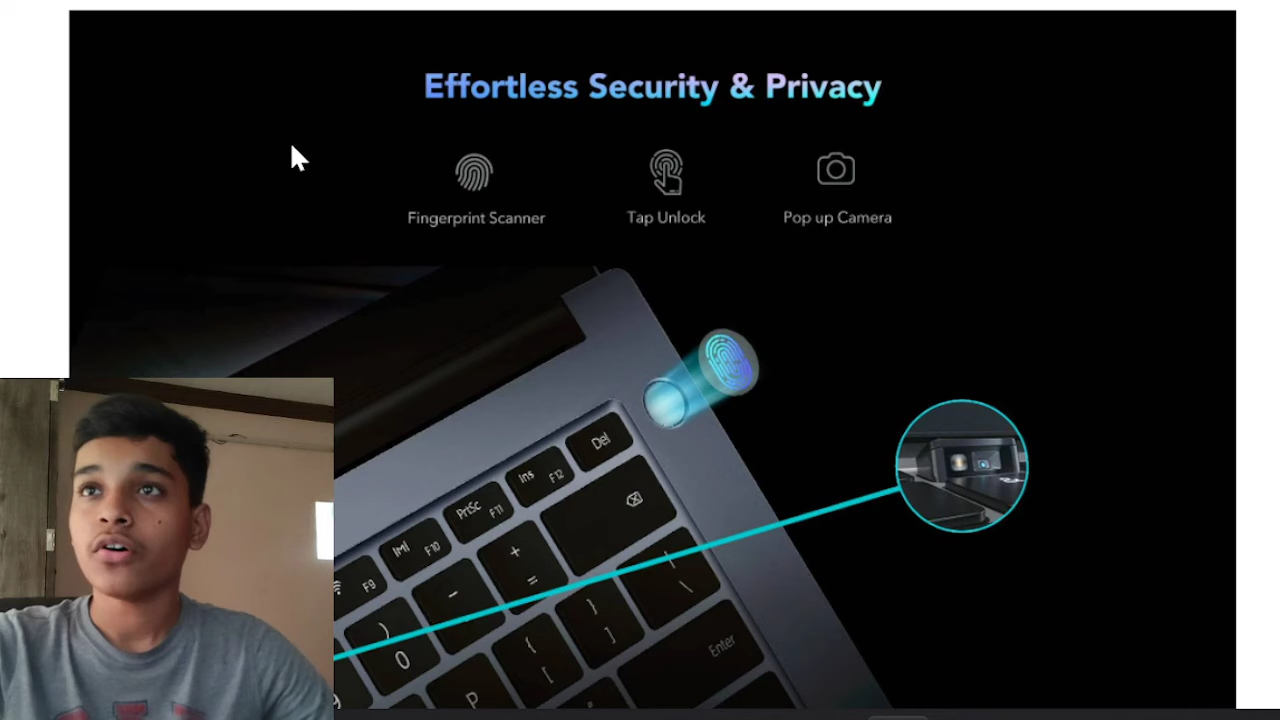 Effortless Security & Privacy
Fingerprint Scanner
Tap Unlock
Pop up Camera
Del
Ins F12
PrtSc F11
F10
F9
+
=
-
)
0
}
]
{
[
|
\
Enter
P
9